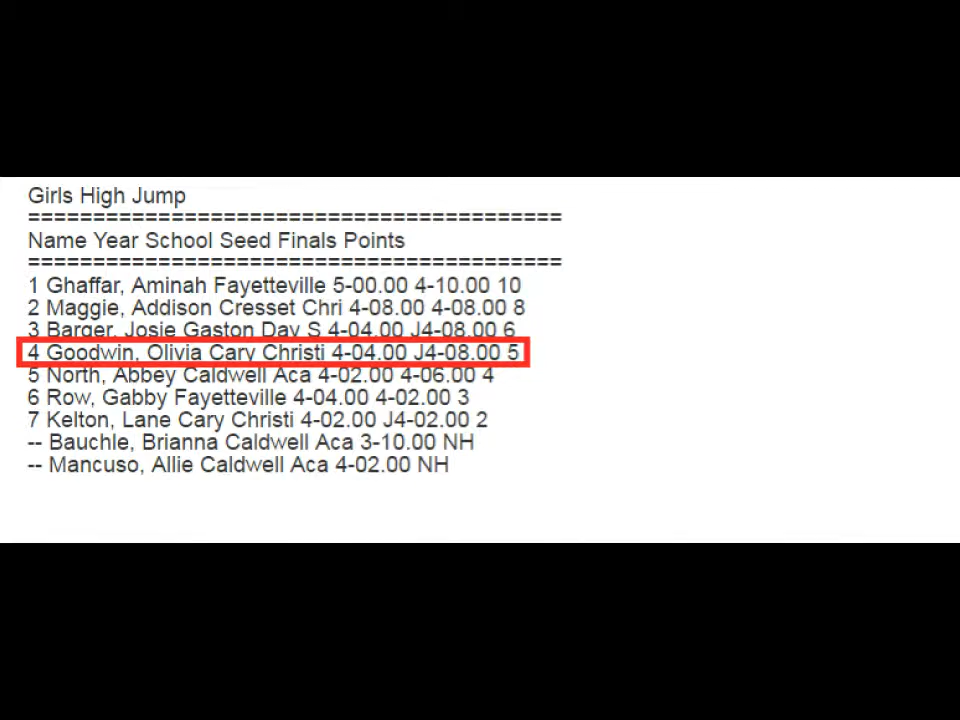 Girls High Jump
=========================================
Name Year School Seed Finals Points
=========================================
1 Ghaffar, Aminah Fayetteville 5-00.00 4-10.00 10
2 Maggie, Addison Cresset Chri 4-08.00 4-08.00 8
3 Barger, Josie Gaston Day S 4-04.00 J4-08.00 6
4 Goodwin, Olivia Cary Christi 4-04.00 J4-08.00 5
5 North, Abbey Caldwell Aca 4-02.00 4-06.00 4
6 Row, Gabby Fayetteville 4-04.00 4-02.00 3
7 Kelton, Lane Cary Christi 4-02.00 J4-02.00 2
-- Bauchle, Brianna Caldwell Aca 3-10.00 NH
-- Mancuso, Allie Caldwell Aca 4-02.00 NH